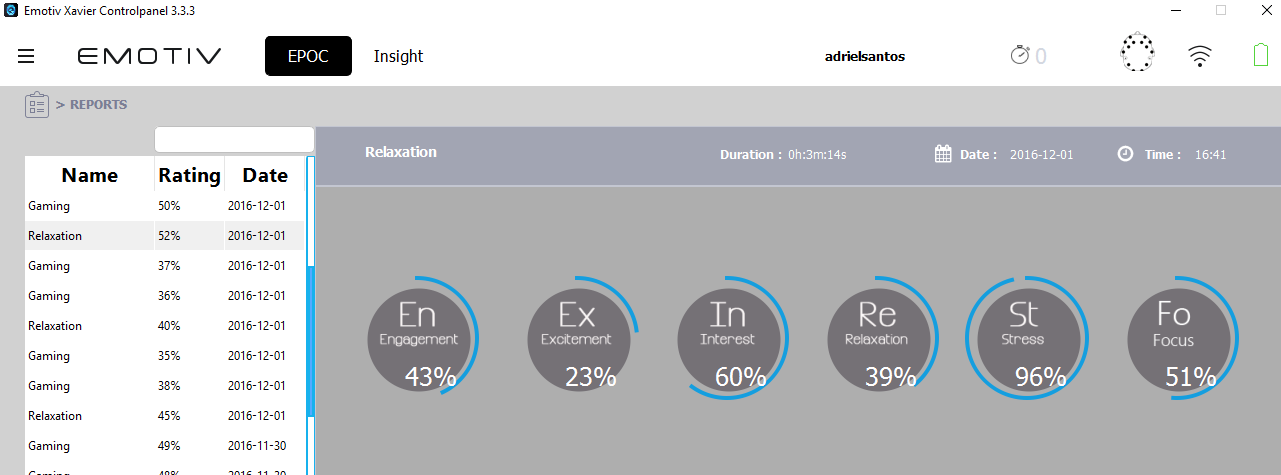 Emotiv Xavier Controlpanel 3.3.3
EMOTIV
EPOC
Insight
adrielsantos
0
> REPORTS
Relaxation
Duration : 0h:3m:14s
Date : 2016-12-01
Time : 16:41
Name Rating Date
Gaming 50% 2016-12-01
Relaxation 52% 2016-12-01
Gaming 37% 2016-12-01
Gaming 36% 2016-12-01
Relaxation 40% 2016-12-01
Gaming 35% 2016-12-01
Gaming 38% 2016-12-01
Relaxation 45% 2016-12-01
Gaming 49% 2016-11-30
Gaming 48% 2016-11-30
En
Engagement
43%
Ex
Excitement
23%
In
Interest
60%
Re
Relaxation
39%
St
Stress
96%
Fo
Focus
51%